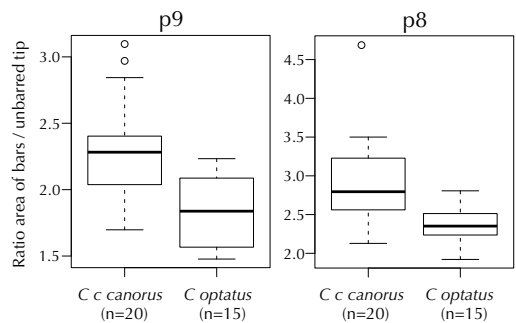 p9
p8
Ratio area of bars / unbarred tip
3.0
2.5
2.0
1.5
4.5
4.0
3.5
3.0
2.5
2.0
C c canorus
(n=20)
C optatus
(n=15)
C c canorus
(n=20)
C optatus
(n=15)